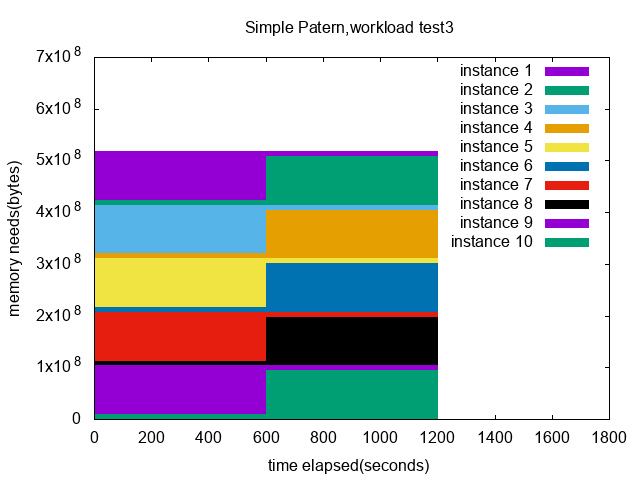 Simple Patern,workload test3
memory needs(bytes)
7x10^8
6x10^8
5x10^8
4x10^8
3x10^8
2x10^8
1x10^8
0
instance 1
instance 2
instance 3
instance 4
instance 5
instance 6
instance 7
instance 8
instance 9
instance 10
0 200 400 600 800 1000 1200 1400 1600 1800
time elapsed(seconds)